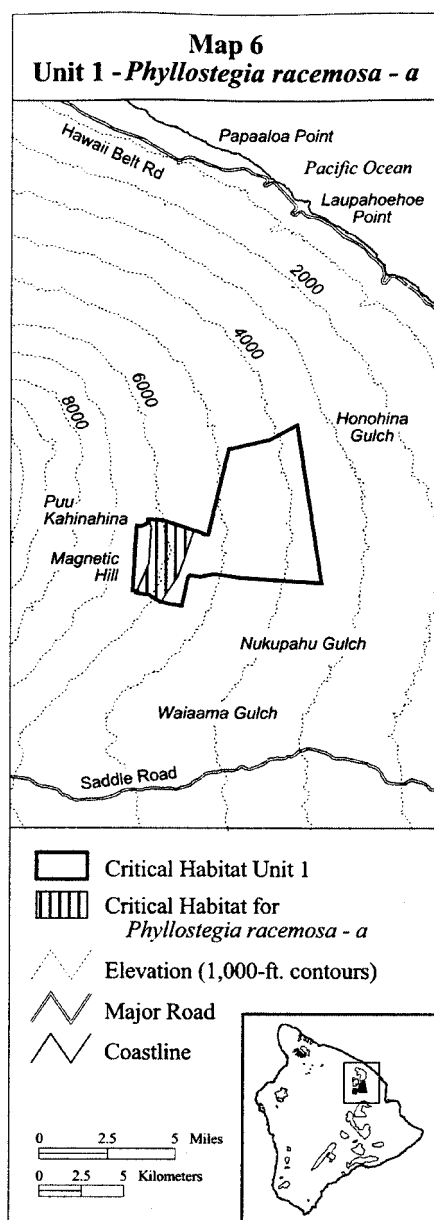 Map 6
Unit 1 - Phyllostegia racemosa - a
Papaaloa Point
Hawaii Belt Rd
Pacific Ocean
Laupahoehoe
Point
2000
4000
6000
8000
Honohina
Gulch
Puu
Kahinahina
Magnetic
Hill
Nukupahu Gulch
Waiaama Gulch
Saddle Road
Critical Habitat Unit 1
Critical Habitat for
Phyllostegia racemosa - a
Elevation (1,000-ft. contours)
Major Road
Coastline
0 2.5 5 Miles
0 2.5 5 Kilometers